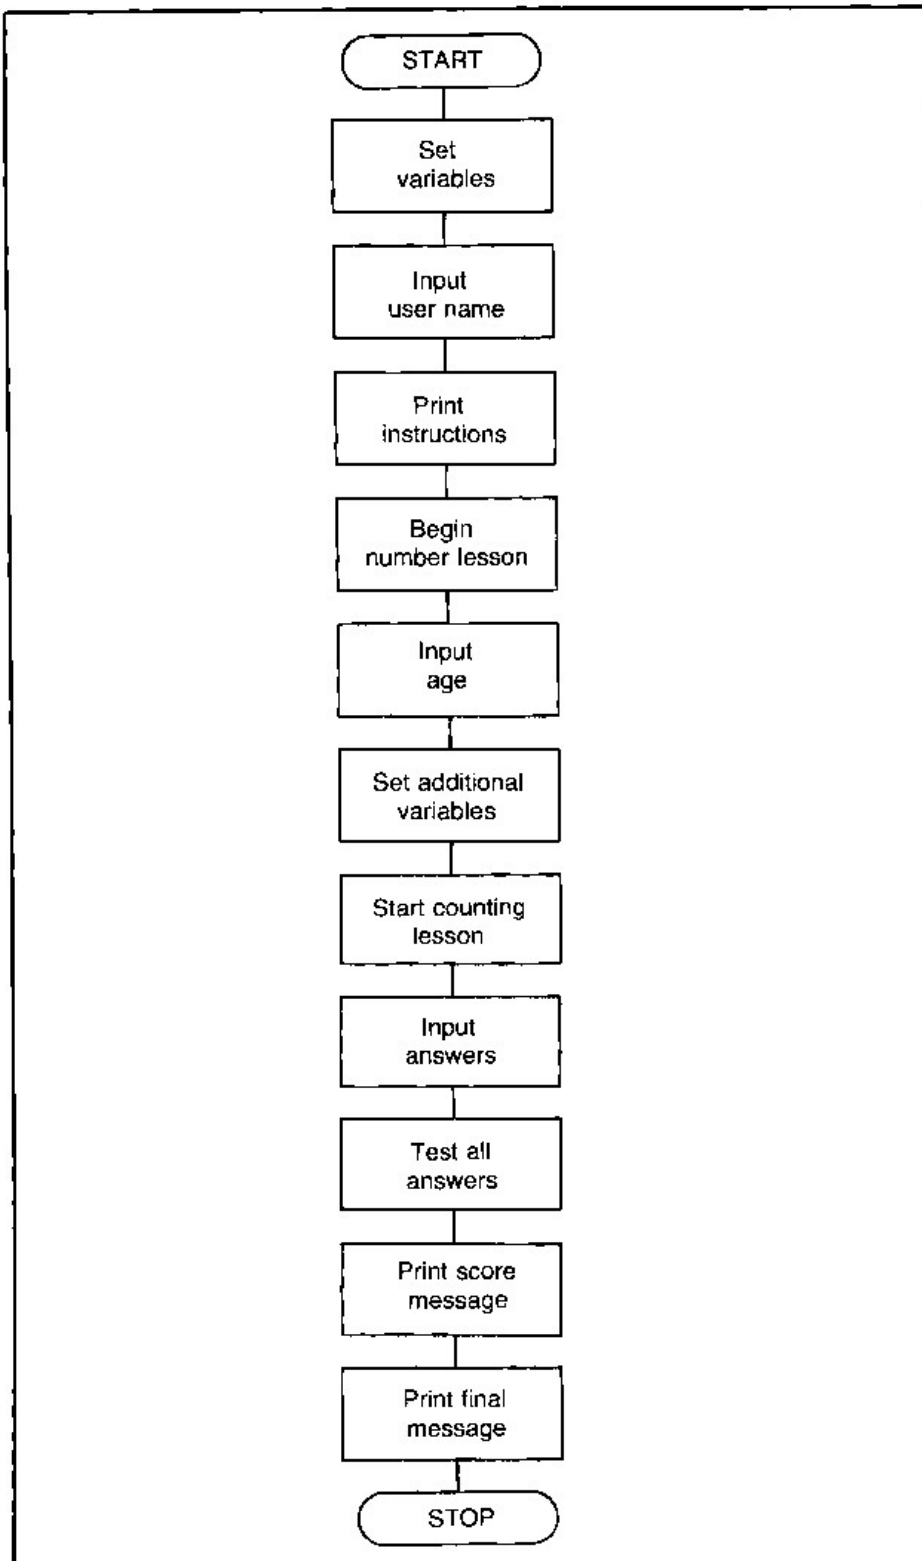 START
Set
variables
Input
user name
Print
instructions
Begin
number lesson
Input
age
Set additional
variables
Start counting
lesson
Input
answers
Test all
answers
Print score
message
Print final
message
STOP